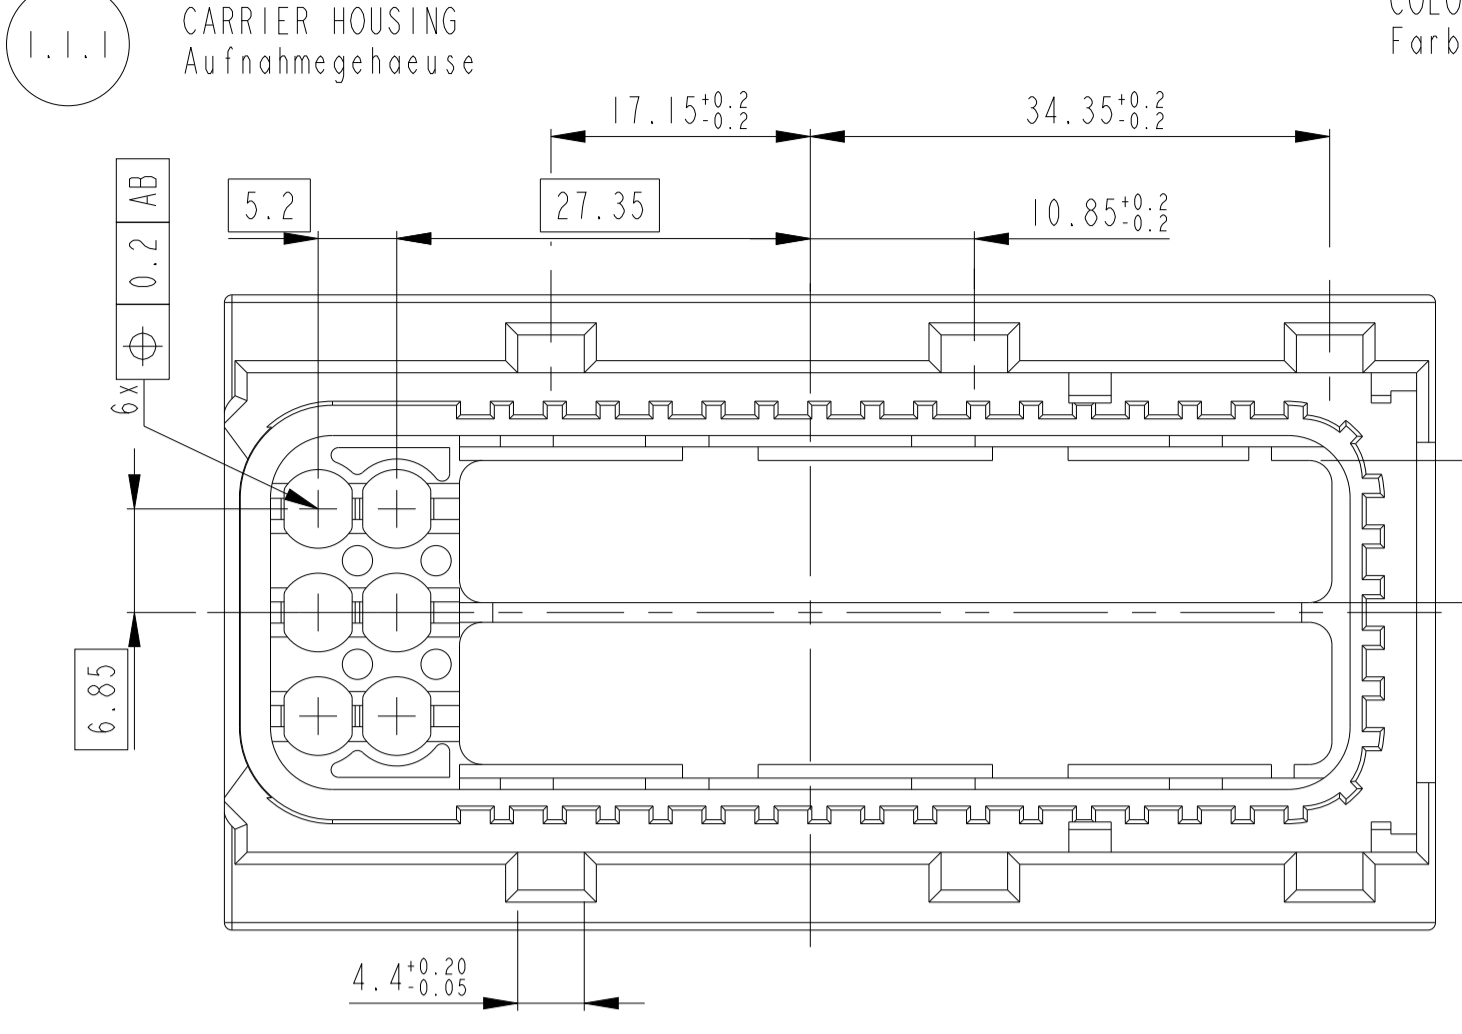 1.1.1
CARRIER HOUSING
Aufnahmegehaeuse
COLO
Farb
17.15+0.2
-0.2
34.35+0.2
-0.2
5.2
27.35
10.85+0.2
-0.2
⌖ 0.2 AB
6x
6.85
4.4+0.20
-0.05